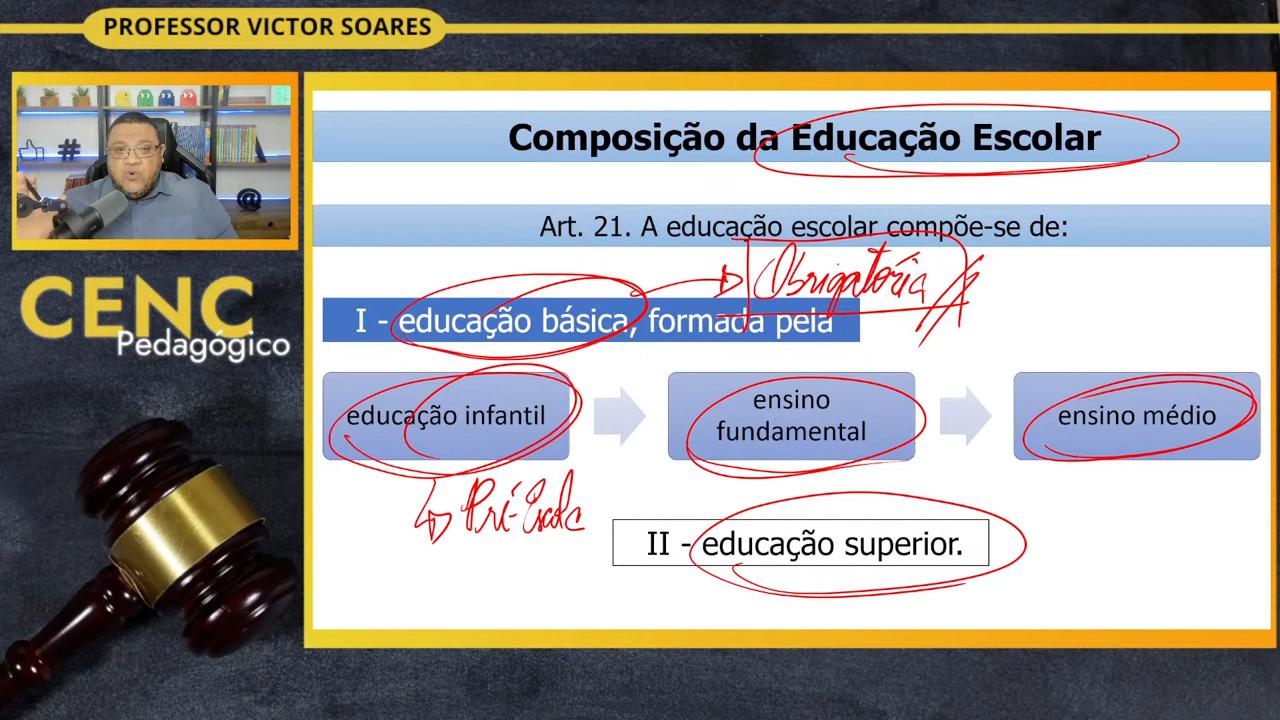 PROFESSOR VICTOR SOARES
Composição da Educação Escolar
Art. 21. A educação escolar compõe-se de:
Obrigatória
I - educação básica, formada pela
CENC
Pedagógico
educação infantil
ensino
fundamental
ensino médio
Pré-Escola
II - educação superior.
#
@